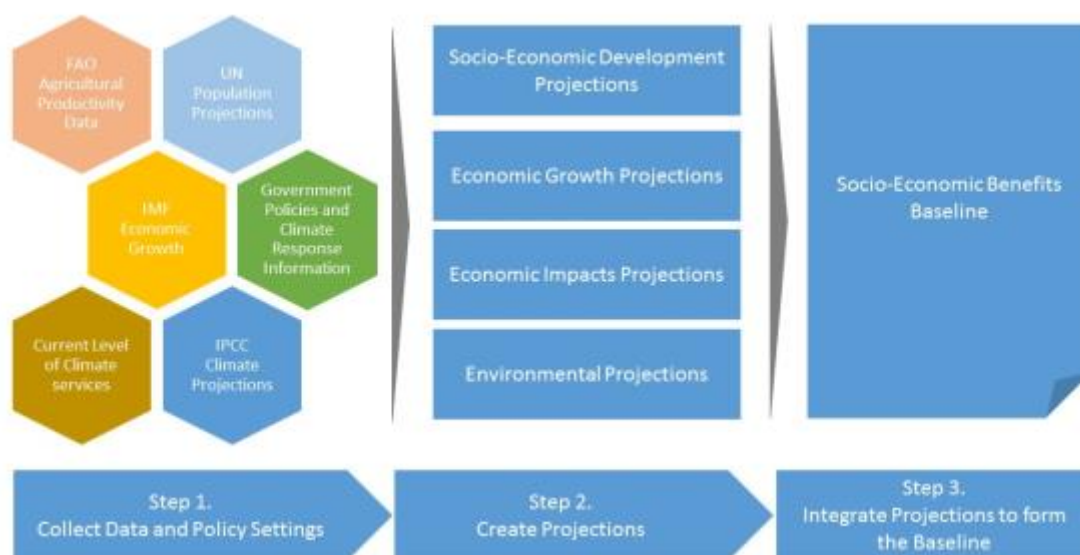 FAO
Agricultural
Productivity
Data
UN
Population
Projections
IMF
Economic
Growth
Government
Policies and
Climate
Response
Information
Current Level
of Climate
services
IPCC
Climate
Projections
Socio-Economic Development
Projections
Economic Growth Projections
Economic Impacts Projections
Environmental Projections
Socio-Economic Benefits
Baseline
Step 1.
Collect Data and Policy Settings
Step 2.
Create Projections
Step 3.
Integrate Projections to form
the Baseline